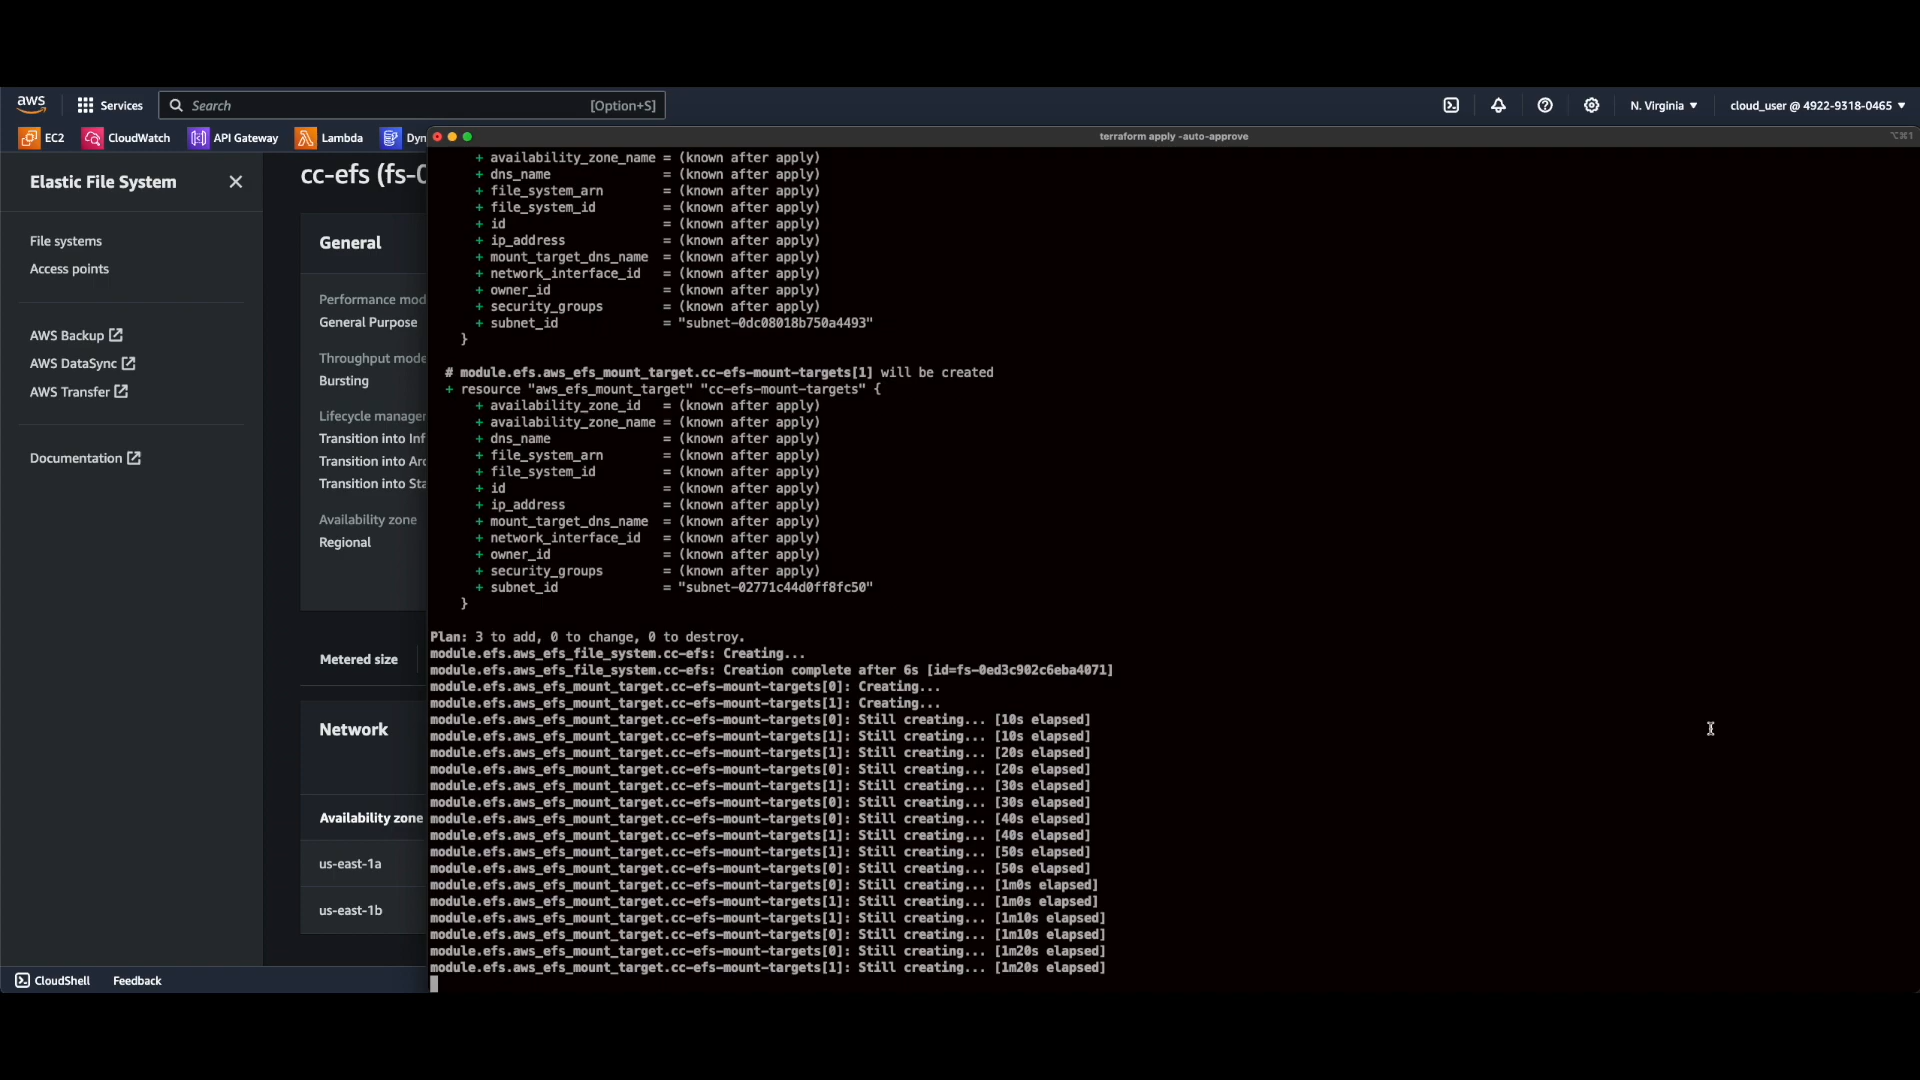 aws
Services
Search
[Option+S]
N. Virginia
cloud_user @ 4922-9318-0465
EC2
CloudWatch
API Gateway
Lambda
Dyn
terraform apply -auto-approve
⌥⌘1
Elastic File System
File systems
Access points
AWS Backup
AWS DataSync
AWS Transfer
Documentation
cc-efs (fs-0
General
Performance mod
General Purpose
Throughput mode
Bursting
Lifecycle manager
Transition into Inf
Transition into Arc
Transition into Sta
Availability zone
Regional
Metered size
Network
Availability zone
us-east-1a
us-east-1b
+ availability_zone_name = (known after apply)
+ dns_name = (known after apply)
+ file_system_arn = (known after apply)
+ file_system_id = (known after apply)
+ id = (known after apply)
+ ip_address = (known after apply)
+ mount_target_dns_name = (known after apply)
+ network_interface_id = (known after apply)
+ owner_id = (known after apply)
+ security_groups = (known after apply)
+ subnet_id = "subnet-0dc08018b750a4493"
}
# module.efs.aws_efs_mount_target.cc-efs-mount-targets[1] will be created
+ resource "aws_efs_mount_target" "cc-efs-mount-targets" {
+ availability_zone_id = (known after apply)
+ availability_zone_name = (known after apply)
+ dns_name = (known after apply)
+ file_system_arn = (known after apply)
+ file_system_id = (known after apply)
+ id = (known after apply)
+ ip_address = (known after apply)
+ mount_target_dns_name = (known after apply)
+ network_interface_id = (known after apply)
+ owner_id = (known after apply)
+ security_groups = (known after apply)
+ subnet_id = "subnet-02771c44d0ff8fc50"
}
Plan: 3 to add, 0 to change, 0 to destroy.
module.efs.aws_efs_file_system.cc-efs: Creating...
module.efs.aws_efs_file_system.cc-efs: Creation complete after 6s [id=fs-0ed3c902c6eba4071]
module.efs.aws_efs_mount_target.cc-efs-mount-targets[0]: Creating...
module.efs.aws_efs_mount_target.cc-efs-mount-targets[1]: Creating...
module.efs.aws_efs_mount_target.cc-efs-mount-targets[0]: Still creating... [10s elapsed]
module.efs.aws_efs_mount_target.cc-efs-mount-targets[1]: Still creating... [10s elapsed]
module.efs.aws_efs_mount_target.cc-efs-mount-targets[1]: Still creating... [20s elapsed]
module.efs.aws_efs_mount_target.cc-efs-mount-targets[0]: Still creating... [20s elapsed]
module.efs.aws_efs_mount_target.cc-efs-mount-targets[1]: Still creating... [30s elapsed]
module.efs.aws_efs_mount_target.cc-efs-mount-targets[0]: Still creating... [30s elapsed]
module.efs.aws_efs_mount_target.cc-efs-mount-targets[0]: Still creating... [40s elapsed]
module.efs.aws_efs_mount_target.cc-efs-mount-targets[1]: Still creating... [40s elapsed]
module.efs.aws_efs_mount_target.cc-efs-mount-targets[1]: Still creating... [50s elapsed]
module.efs.aws_efs_mount_target.cc-efs-mount-targets[0]: Still creating... [50s elapsed]
module.efs.aws_efs_mount_target.cc-efs-mount-targets[0]: Still creating... [1m0s elapsed]
module.efs.aws_efs_mount_target.cc-efs-mount-targets[1]: Still creating... [1m0s elapsed]
module.efs.aws_efs_mount_target.cc-efs-mount-targets[1]: Still creating... [1m10s elapsed]
module.efs.aws_efs_mount_target.cc-efs-mount-targets[0]: Still creating... [1m10s elapsed]
module.efs.aws_efs_mount_target.cc-efs-mount-targets[0]: Still creating... [1m20s elapsed]
module.efs.aws_efs_mount_target.cc-efs-mount-targets[1]: Still creating... [1m20s elapsed]
CloudShell
Feedback